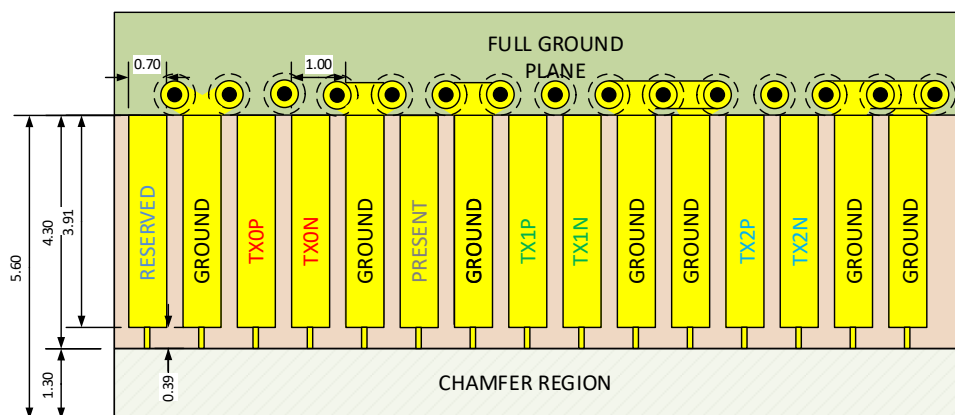 FULL GROUND
PLANE
0.70
1.00
RESERVED
GROUND
TX0P
TX0N
GROUND
PRESENT
GROUND
TX1P
TX1N
GROUND
GROUND
TX2P
TX2N
GROUND
GROUND
5.60
4.30
3.91
1.30
0.39
CHAMFER REGION